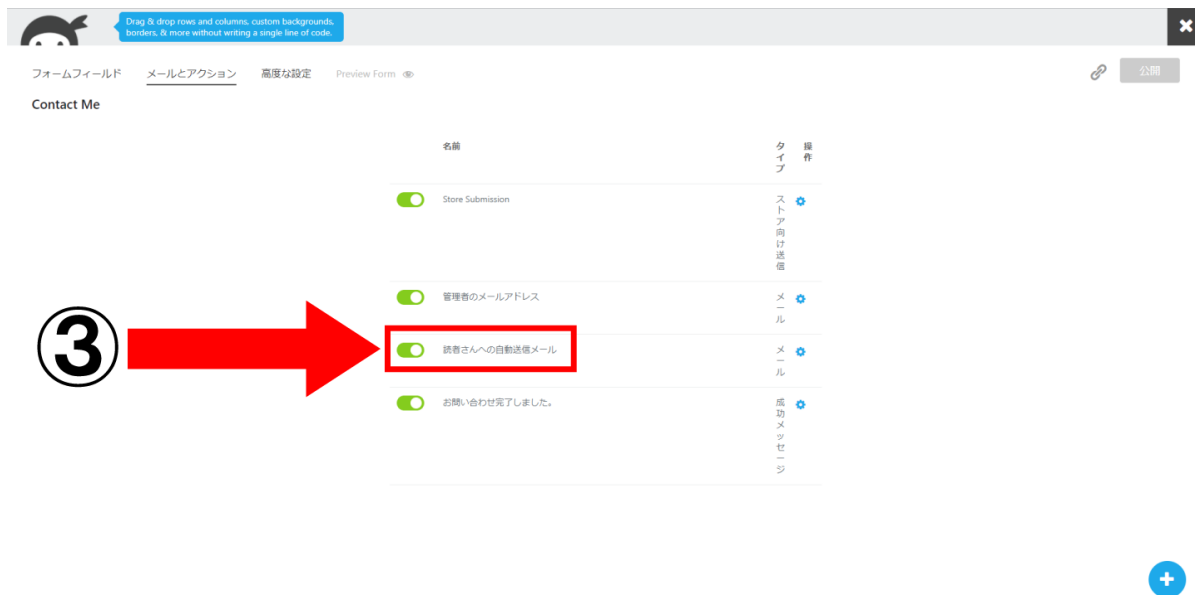 Drag & drop rows and columns, custom backgrounds,
borders, & more without writing a single line of code.
フォームフィールド メールとアクション 高度な設定 Preview Form 公開
Contact Me
名前 タイプ 操作
Store Submission ストア向け送信
管理者のメールアドレス メール
③ 読者さんへの自動送信メール メール
お問い合わせ完了しました。 成功メッセージ